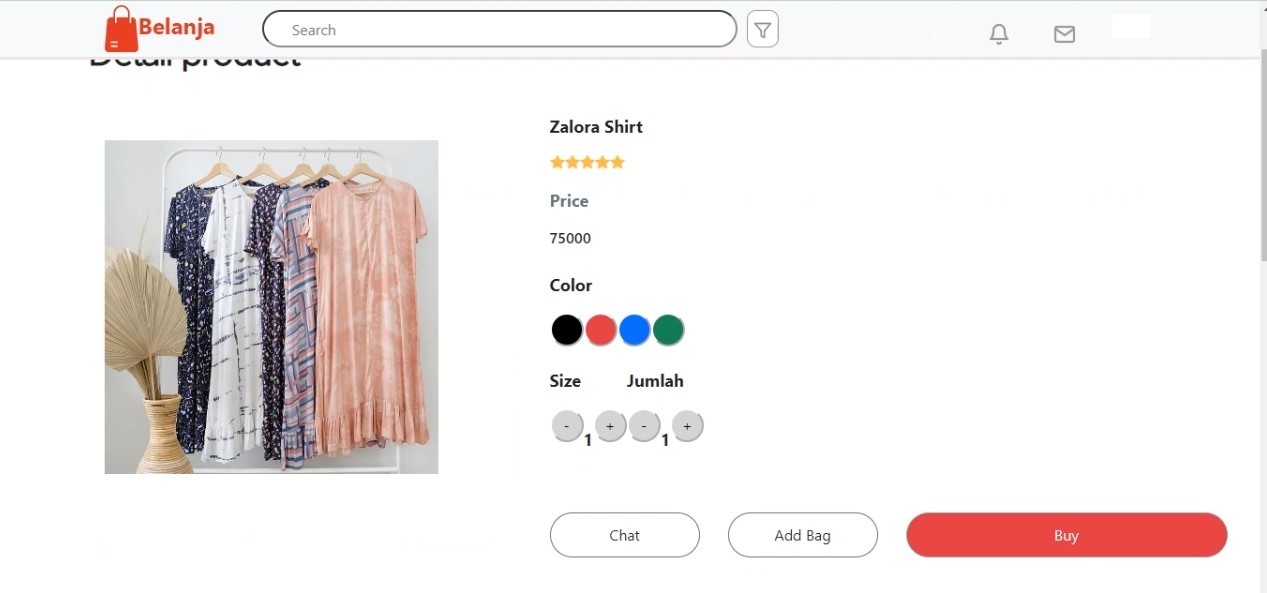 Belanja
Search
Detail product
Zalora Shirt
Price
75000
Color
Size Jumlah
- 1 + - 1 +
Chat Add Bag Buy